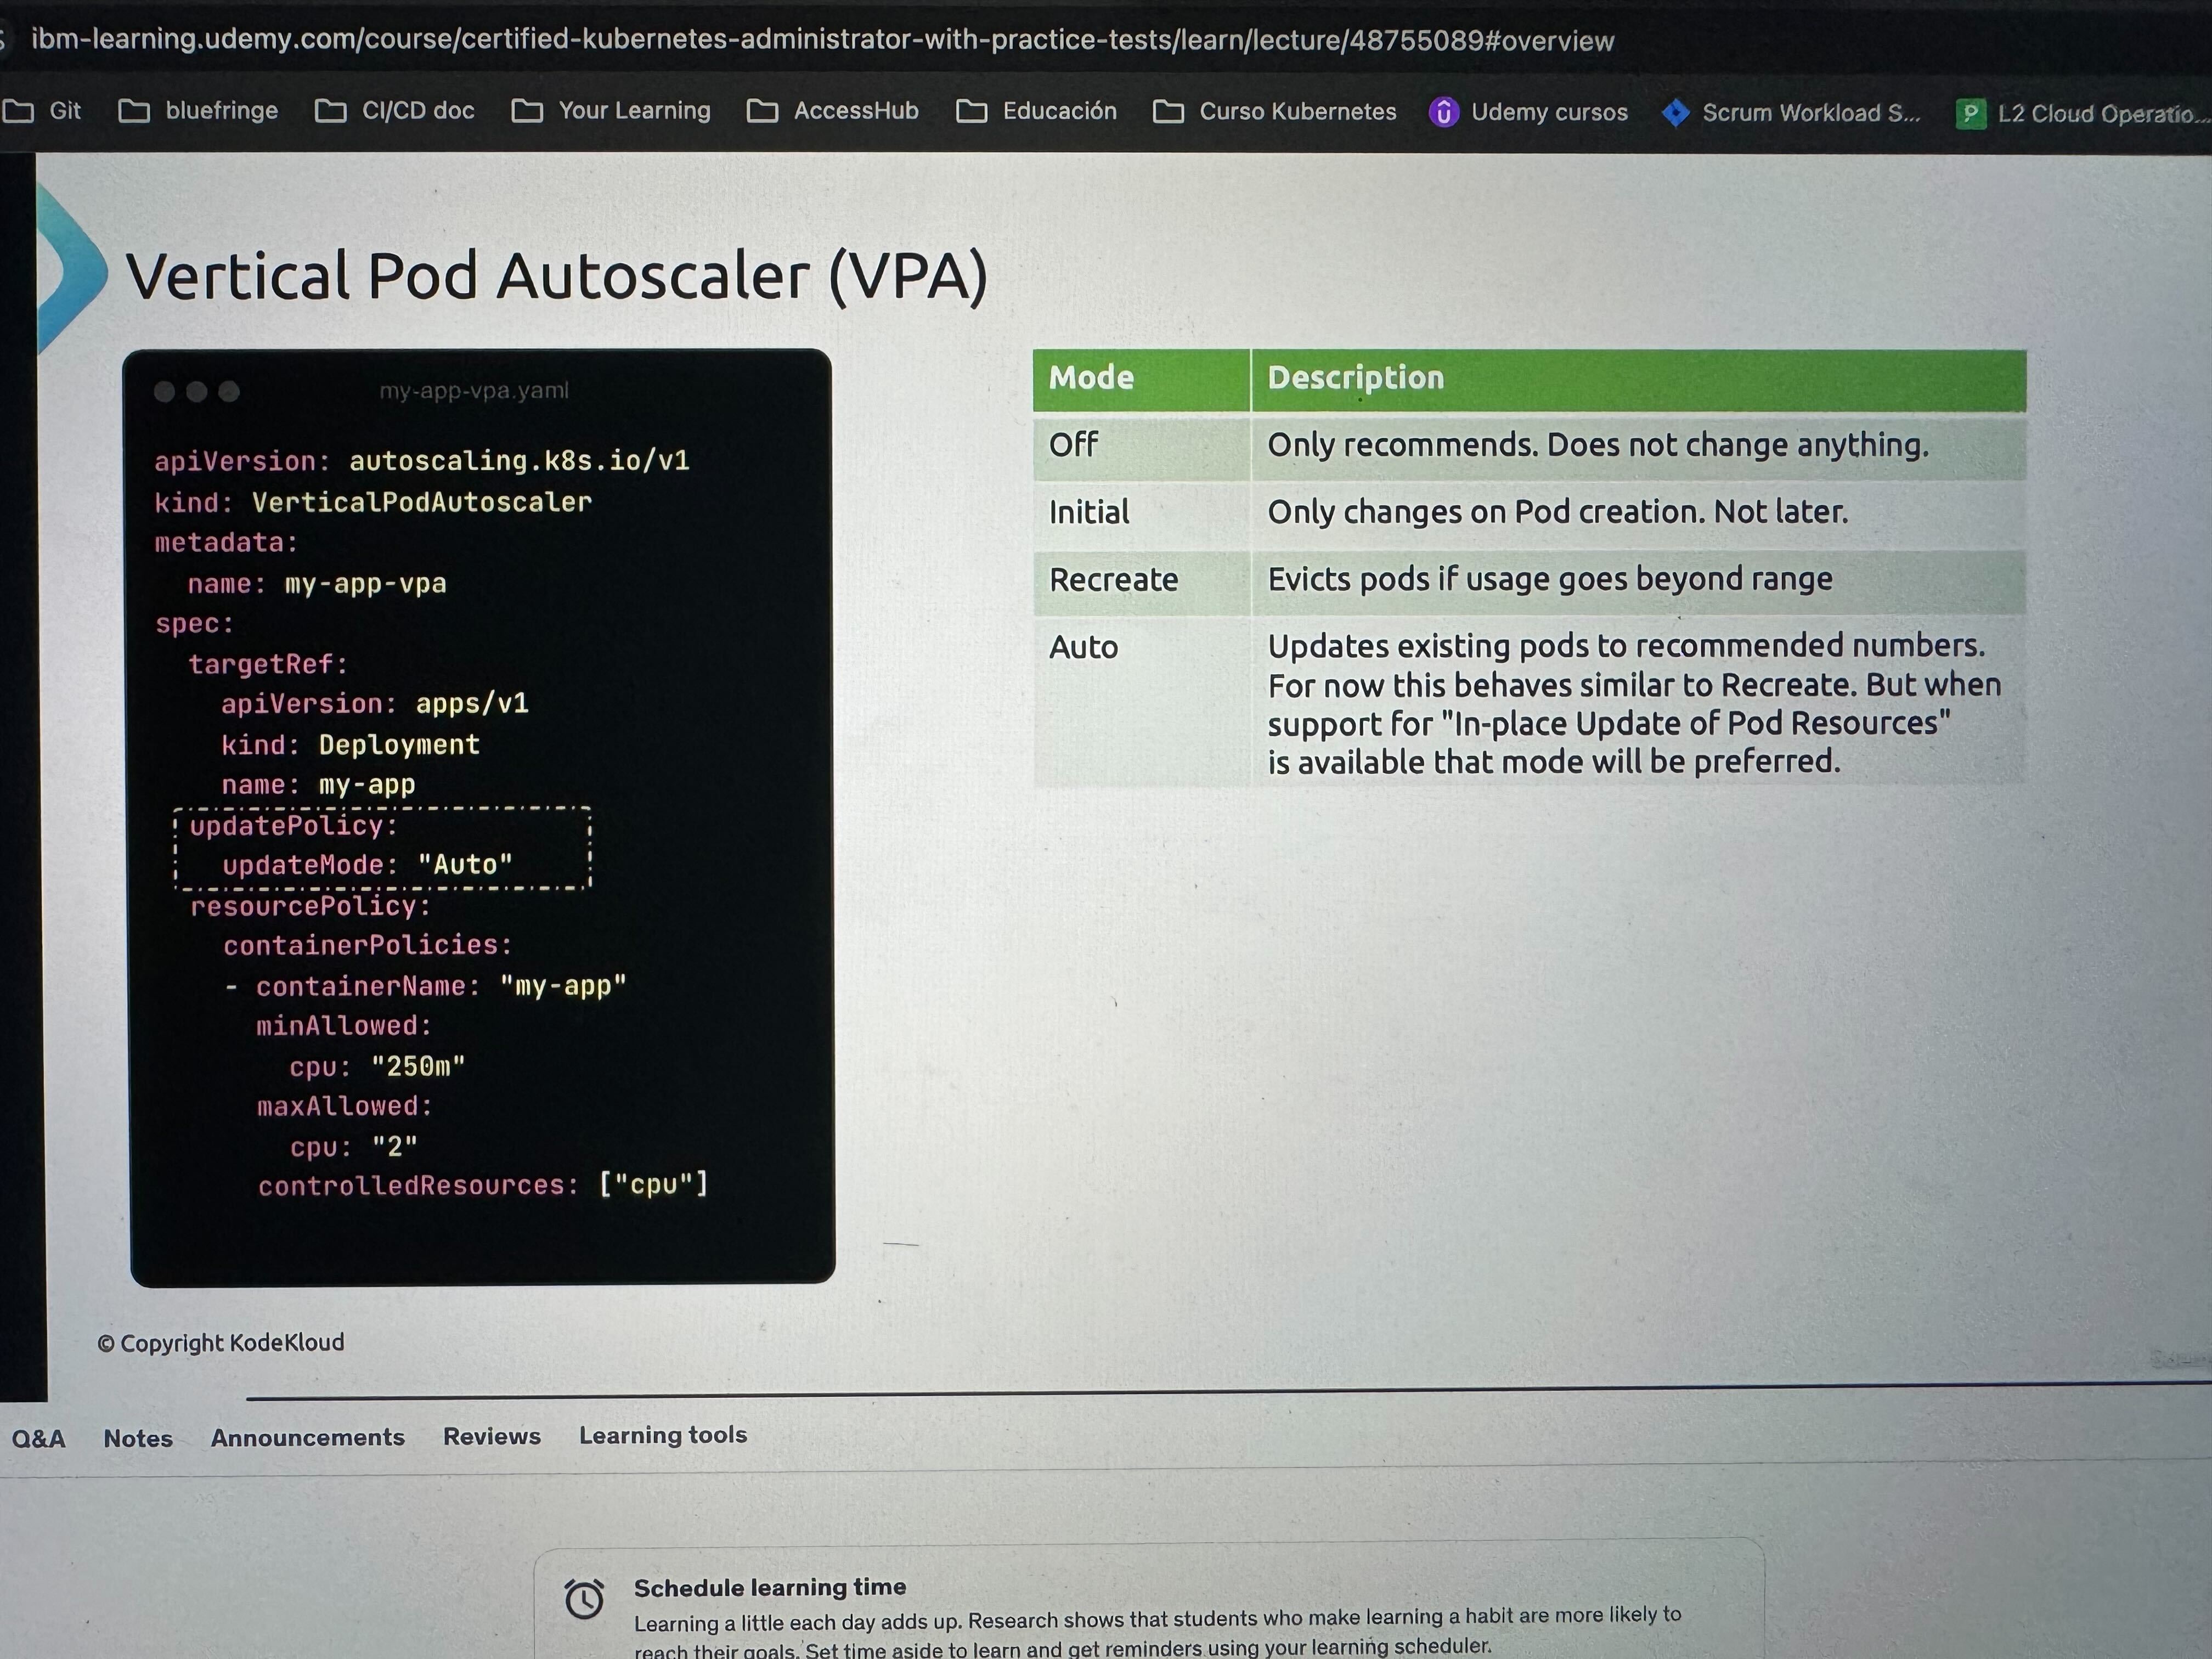 ibm-learning.udemy.com/course/certified-kubernetes-administrator-with-practice-tests/learn/lecture/48755089#overview
Git bluefringe CI/CD doc Your Learning AccessHub Educación Curso Kubernetes Udemy cursos Scrum Workload S... L2 Cloud Operatio...
Vertical Pod Autoscaler (VPA)
my-app-vpa.yaml
apiVersion: autoscaling.k8s.io/v1
kind: VerticalPodAutoscaler
metadata:
  name: my-app-vpa
spec:
  targetRef:
    apiVersion: apps/v1
    kind: Deployment
    name: my-app
  updatePolicy:
    updateMode: "Auto"
  resourcePolicy:
    containerPolicies:
    - containerName: "my-app"
      minAllowed:
        cpu: "250m"
      maxAllowed:
        cpu: "2"
      controlledResources: ["cpu"]
Mode Description
Off Only recommends. Does not change anything.
Initial Only changes on Pod creation. Not later.
Recreate Evicts pods if usage goes beyond range
Auto Updates existing pods to recommended numbers.
For now this behaves similar to Recreate. But when
support for "In-place Update of Pod Resources"
is available that mode will be preferred.
© Copyright KodeKloud
Q&A Notes Announcements Reviews Learning tools
Schedule learning time
Learning a little each day adds up. Research shows that students who make learning a habit are more likely to
reach their goals. Set time aside to learn and get reminders using your learning scheduler.